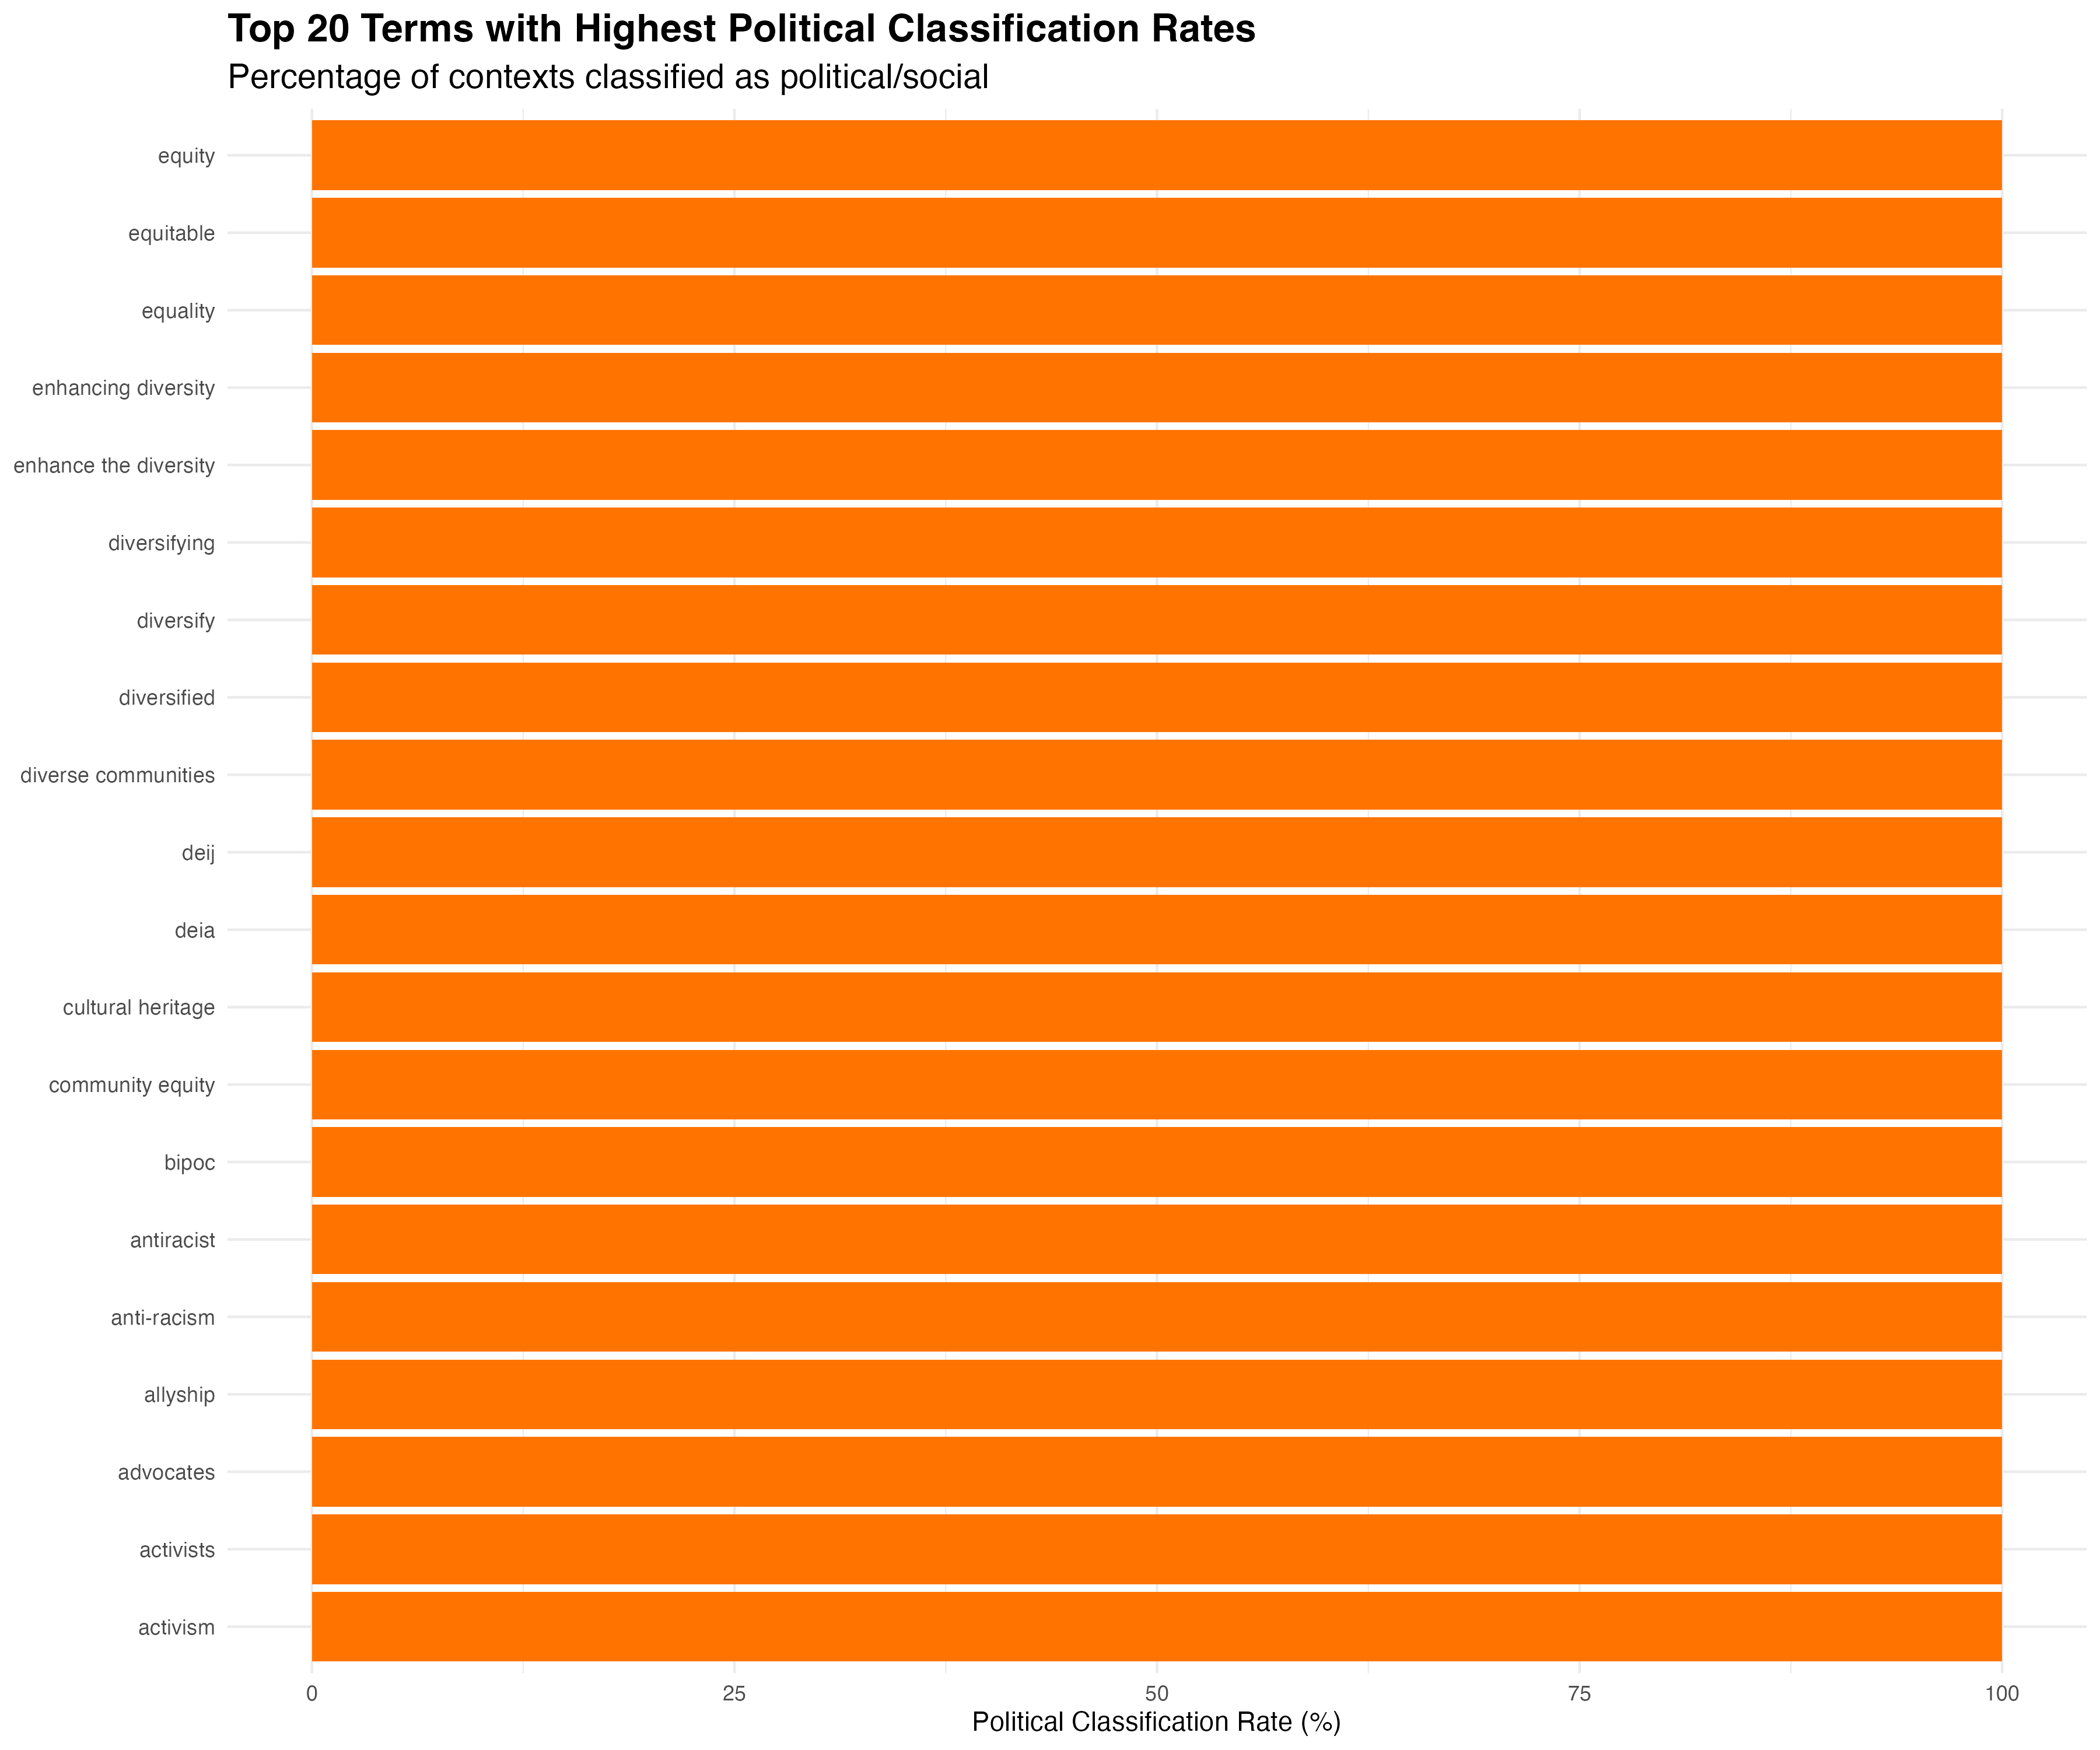 Top 20 Terms with Highest Political Classification Rates
Percentage of contexts classified as political/social
equity
equitable
equality
enhancing diversity
enhance the diversity
diversifying
diversify
diversified
diverse communities
deij
deia
cultural heritage
community equity
bipoc
antiracist
anti-racism
allyship
advocates
activists
activism
0 25 50 75 100
Political Classification Rate (%)